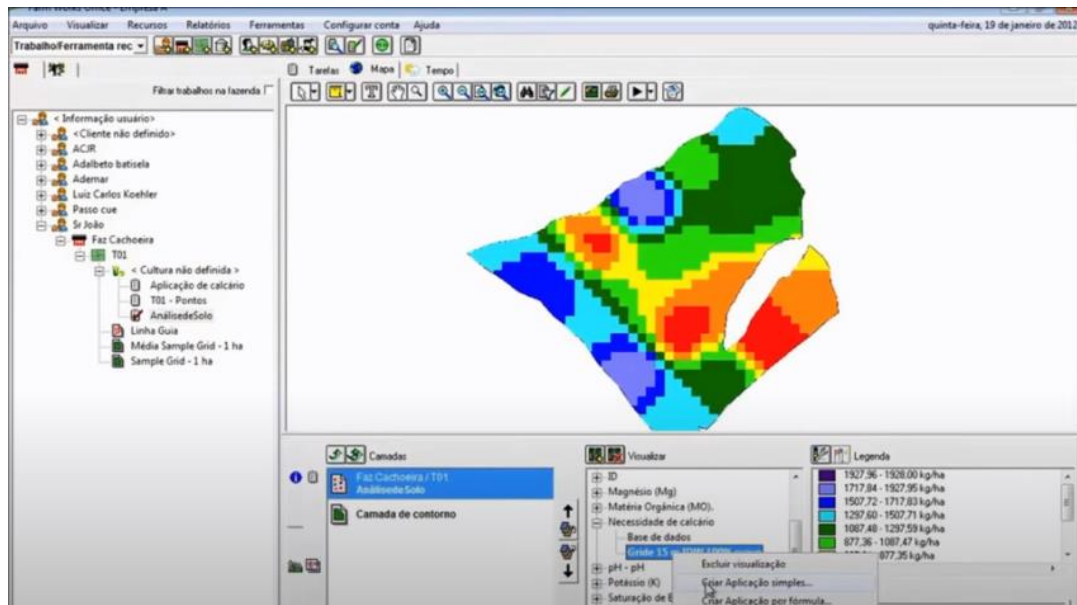 Farm Works Office - Empresa A
Arquivo Visualizar Recursos Relatórios Ferramentas Configurar conta Ajuda
quinta-feira, 19 de janeiro de 2012
Trabalho/Ferramenta rec
Tarefas Mapa Tempo
Filtrar trabalhos na fazenda
< Informação usuário>
<Cliente não definido>
ACJR
Adalbeto batisela
Ademar
Luiz Carlos Koehler
Passo cue
Sr João
Faz Cachoeira
T01
< Cultura não definida >
Aplicação de calcário
T01 - Pontos
AnálisedeSolo
Linha Guia
Média Sample Grid - 1 ha
Sample Grid - 1 ha
Camadas
Faz Cachoeira / T01
AnálisedeSolo
Camada de contorno
Visualizar
ID
Magnésio (Mg)
Matéria Orgânica (MO).
Necessidade de calcário
Base de dados
Gride 15 m IDW 100%
pH - pH
Potássio (K)
Saturação de
Excluir visualização
Criar Aplicação simples...
Criar Aplicação por fórmula...
Legenda
1927,96 - 1928,00 kg/ha
1717,84 - 1927,95 kg/ha
1507,72 - 1717,83 kg/ha
1297,60 - 1507,71 kg/ha
1087,48 - 1297,59 kg/ha
877,36 - 1087,47 kg/ha
877,35 kg/ha